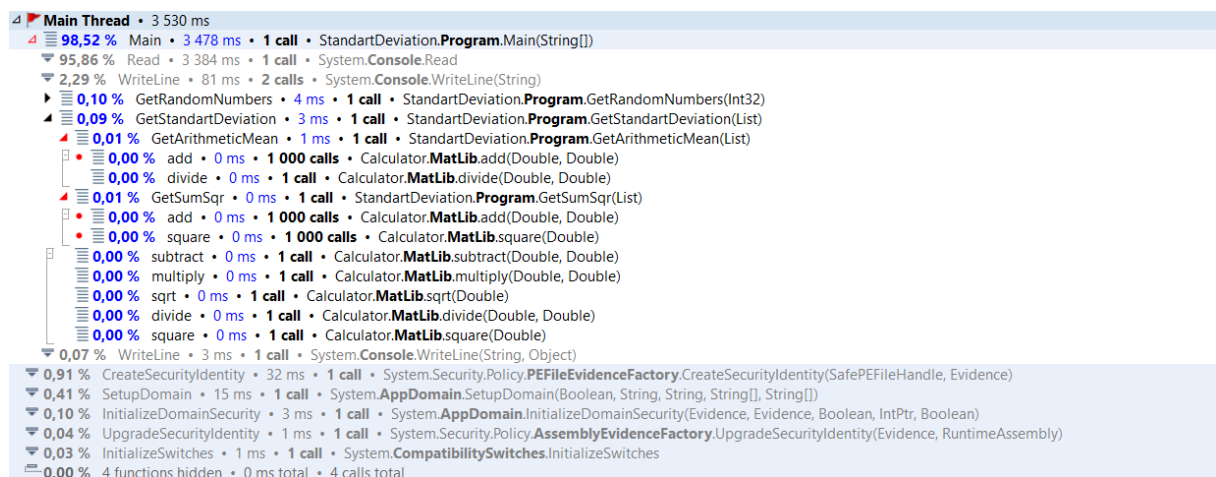 Main Thread • 3 530 ms
98,52 % Main • 3 478 ms • 1 call • StandartDeviation.Program.Main(String[])
95,86 % Read • 3 384 ms • 1 call • System.Console.Read
2,29 % WriteLine • 81 ms • 2 calls • System.Console.WriteLine(String)
0,10 % GetRandomNumbers • 4 ms • 1 call • StandartDeviation.Program.GetRandomNumbers(Int32)
0,09 % GetStandartDeviation • 3 ms • 1 call • StandartDeviation.Program.GetStandartDeviation(List)
0,01 % GetArithmeticMean • 1 ms • 1 call • StandartDeviation.Program.GetArithmeticMean(List)
0,00 % add • 0 ms • 1 000 calls • Calculator.MatLib.add(Double, Double)
0,00 % divide • 0 ms • 1 call • Calculator.MatLib.divide(Double, Double)
0,01 % GetSumSqr • 0 ms • 1 call • StandartDeviation.Program.GetSumSqr(List)
0,00 % add • 0 ms • 1 000 calls • Calculator.MatLib.add(Double, Double)
0,00 % square • 0 ms • 1 000 calls • Calculator.MatLib.square(Double)
0,00 % subtract • 0 ms • 1 call • Calculator.MatLib.subtract(Double, Double)
0,00 % multiply • 0 ms • 1 call • Calculator.MatLib.multiply(Double, Double)
0,00 % sqrt • 0 ms • 1 call • Calculator.MatLib.sqrt(Double)
0,00 % divide • 0 ms • 1 call • Calculator.MatLib.divide(Double, Double)
0,00 % square • 0 ms • 1 call • Calculator.MatLib.square(Double)
0,07 % WriteLine • 3 ms • 1 call • System.Console.WriteLine(String, Object)
0,91 % CreateSecurityIdentity • 32 ms • 1 call • System.Security.Policy.PEFileEvidenceFactory.CreateSecurityIdentity(SafePEFileHandle, Evidence)
0,41 % SetupDomain • 15 ms • 1 call • System.AppDomain.SetupDomain(Boolean, String, String, String[], String[])
0,10 % InitializeDomainSecurity • 3 ms • 1 call • System.AppDomain.InitializeDomainSecurity(Evidence, Evidence, Boolean, IntPtr, Boolean)
0,04 % UpgradeSecurityIdentity • 1 ms • 1 call • System.Security.Policy.AssemblyEvidenceFactory.UpgradeSecurityIdentity(Evidence, RuntimeAssembly)
0,03 % InitializeSwitches • 1 ms • 1 call • System.CompatibilitySwitches.InitializeSwitches
0,00 % 4 functions hidden • 0 ms total • 4 calls total